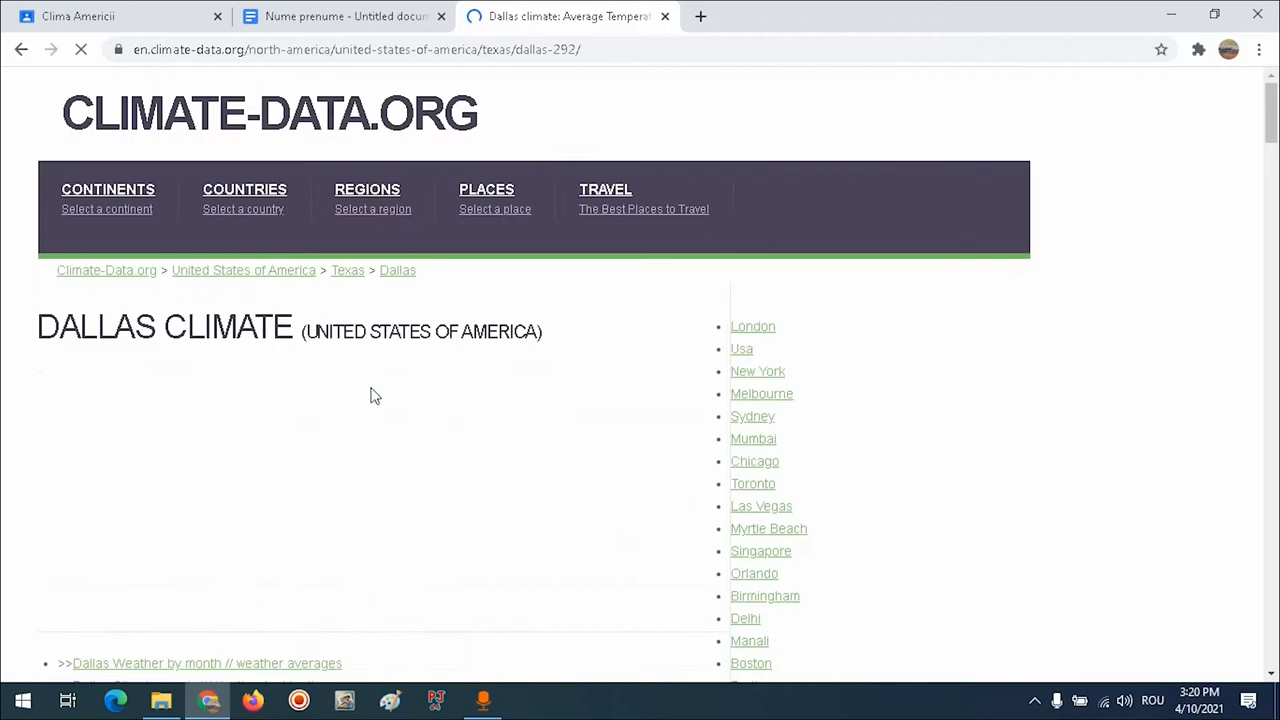 Clima Americii
Nume prenume - Untitled docum
Dallas climate: Average Temperat
en.climate-data.org/north-america/united-states-of-america/texas/dallas-292/
CLIMATE-DATA.ORG
CONTINENTS
Select a continent
COUNTRIES
Select a country
REGIONS
Select a region
PLACES
Select a place
TRAVEL
The Best Places to Travel
Climate-Data.org > United States of America > Texas > Dallas
DALLAS CLIMATE (UNITED STATES OF AMERICA)
London
Usa
New York
Melbourne
Sydney
Mumbai
Chicago
Toronto
Las Vegas
Myrtle Beach
Singapore
Orlando
Birmingham
Delhi
Manali
Boston
>>Dallas Weather by month // weather averages
ROU
3:20 PM
4/10/2021